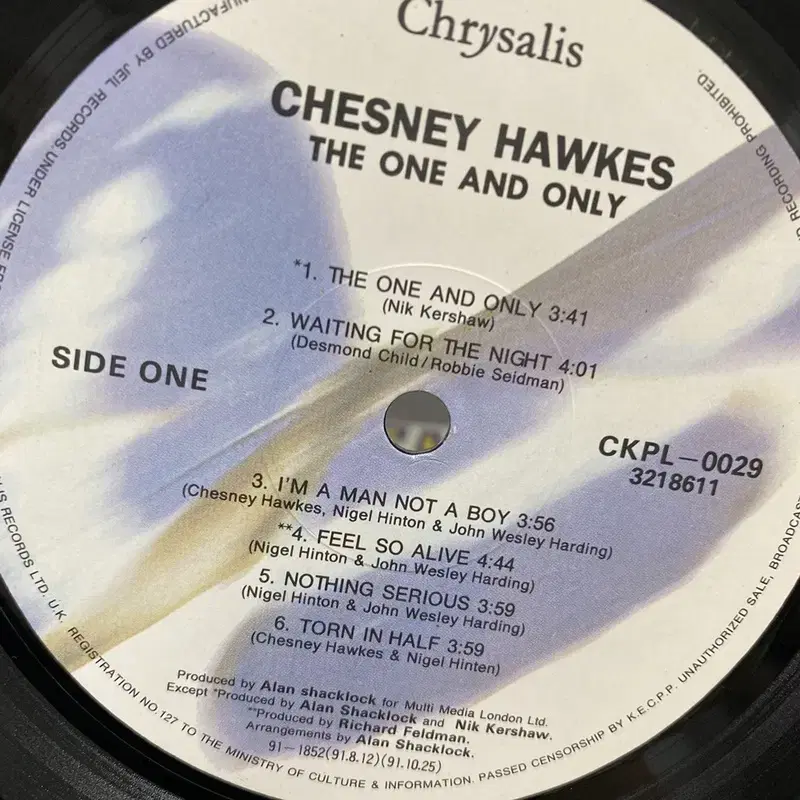 Chrysalis
CHESNEY HAWKES
THE ONE AND ONLY
*1. THE ONE AND ONLY 3:41
(Nik Kershaw)
2. WAITING FOR THE NIGHT 4:01
(Desmond Child/Robbie Seidman)
SIDE ONE
CKPL-0029
3218611
3. I'M A MAN NOT A BOY 3:56
(Chesney Hawkes, Nigel Hinton & John Wesley Harding)
**4. FEEL SO ALIVE 4:44
(Nigel Hinton & John Wesley Harding)
5. NOTHING SERIOUS 3:59
(Nigel Hinton & John Wesley Harding)
6. TORN IN HALF 3:59
(Chesney Hawkes & Nigel Hinten)
Produced by Alan shacklock for Multi Media London Ltd.
Except *Produced by Alan Shacklock and Nik Kershaw.
**Produced by Richard Feldman.
Arrangements by Alan Shacklock.
91-1852(91.8.12)(91.10.25)
BY JEIL RECORDS. UNDER LICENSE
RECORDS LTD. U.K. REGISTRATION NO.127 TO THE MINISTRY OF CULTURE & INFORMATION. PASSED CENSORSHIP BY K.E.C.P.P. UNAUTHORIZED SALE, BROADCAST
RECORDING PROHIBITED.